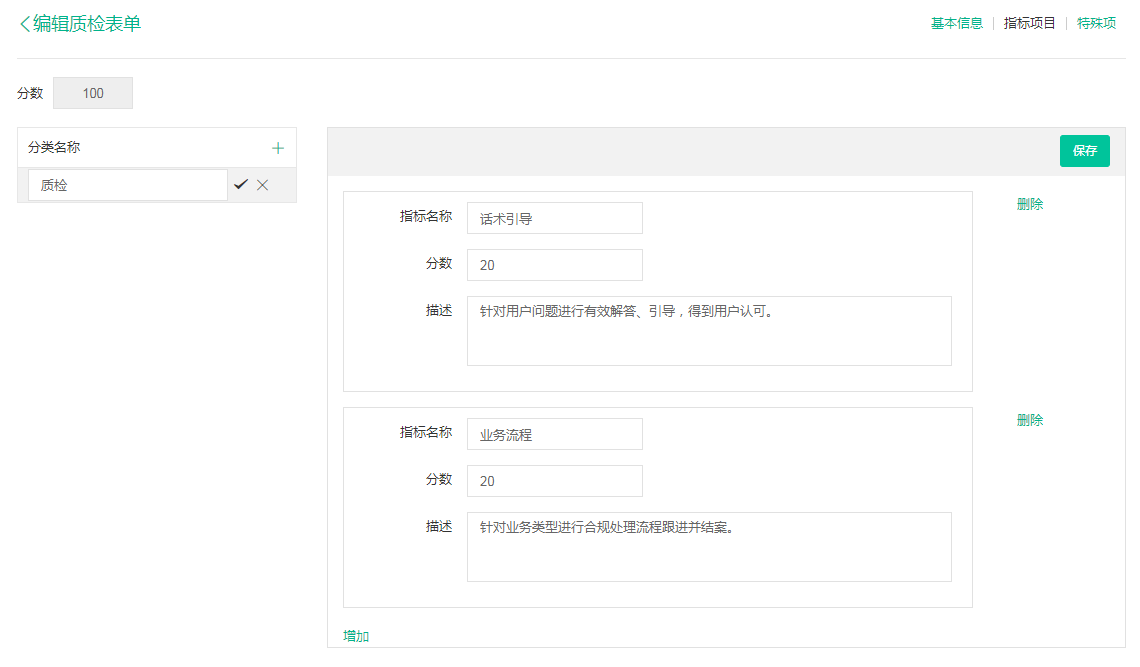 编辑质检表单
基本信息 指标项目 特殊项
分数 100
分类名称
质检
保存
指标名称 话术引导
删除
分数 20
描述 针对用户问题进行有效解答、引导，得到用户认可。
指标名称 业务流程
删除
分数 20
描述 针对业务类型进行合规处理流程跟进并结案。
增加